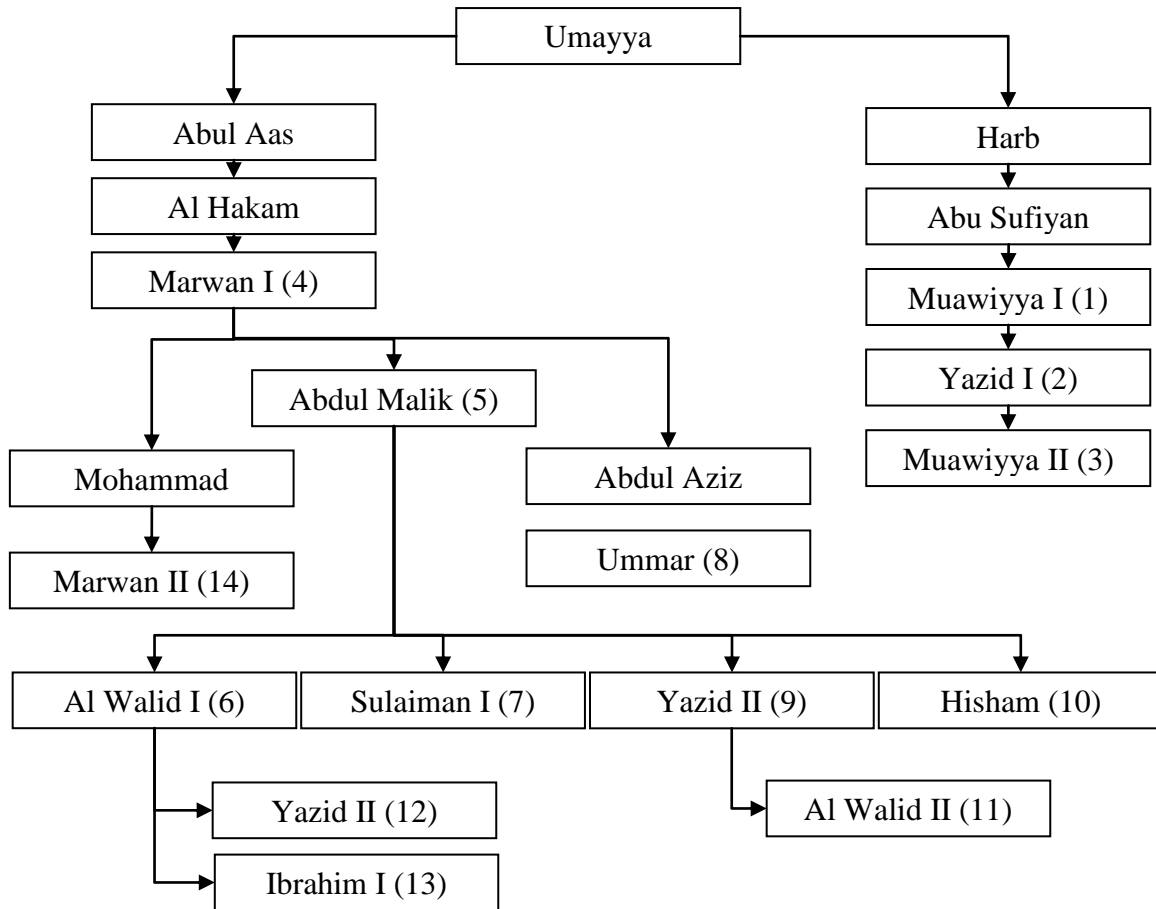 Umayya
Abul Aas
Harb
Al Hakam
Abu Sufiyan
Marwan I (4)
Muawiyya I (1)
Yazid I (2)
Abdul Malik (5)
Muawiyya II (3)
Mohammad
Abdul Aziz
Ummar (8)
Marwan II (14)
Al Walid I (6)
Sulaiman I (7)
Yazid II (9)
Hisham (10)
Yazid II (12)
Al Walid II (11)
Ibrahim I (13)